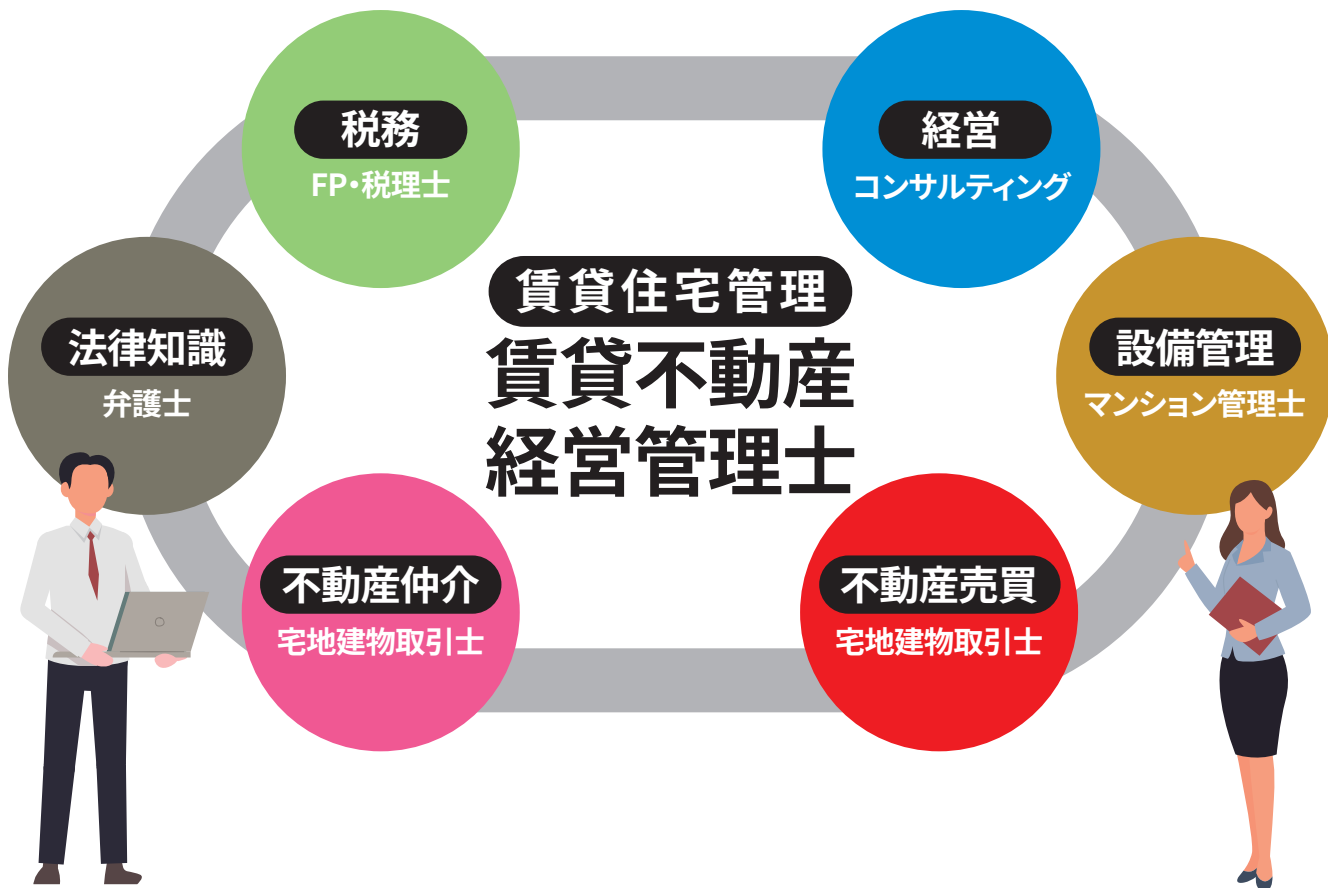 税務
FP・税理士
経営
コンサルティング
賃貸住宅管理
賃貸不動産
経営管理士
法律知識
弁護士
設備管理
マンション管理士
不動産仲介
宅地建物取引士
不動産売買
宅地建物取引士